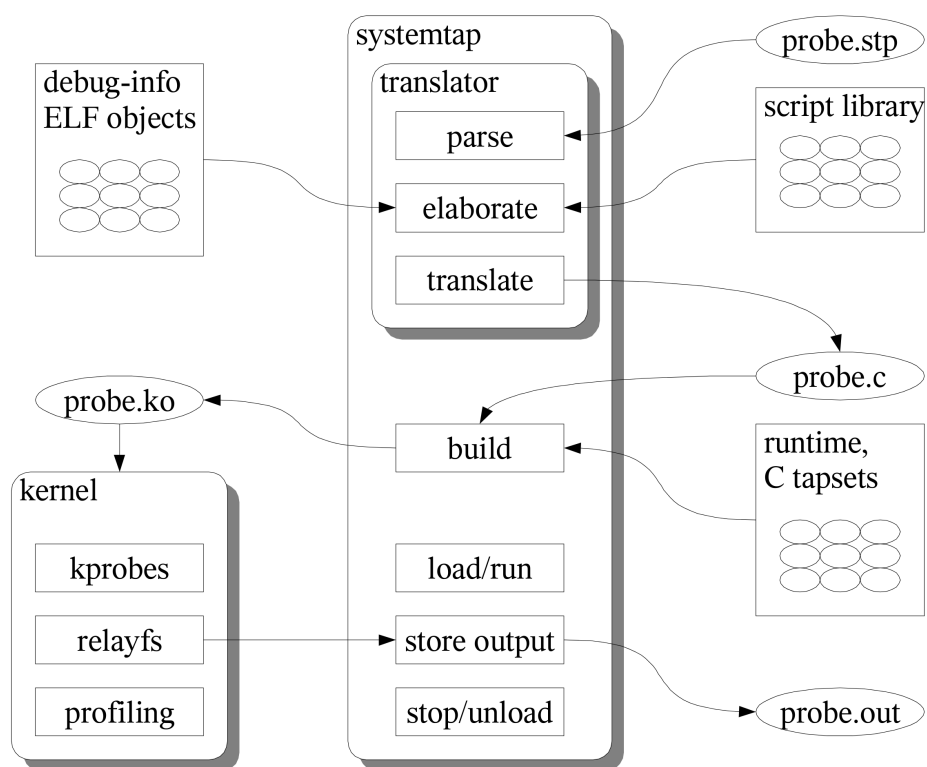 systemtap
probe.stp
debug-info
ELF objects
translator
script library
parse
elaborate
translate
probe.c
probe.ko
build
runtime,
C tapsets
kernel
kprobes
load/run
relayfs
store output
profiling
stop/unload
probe.out